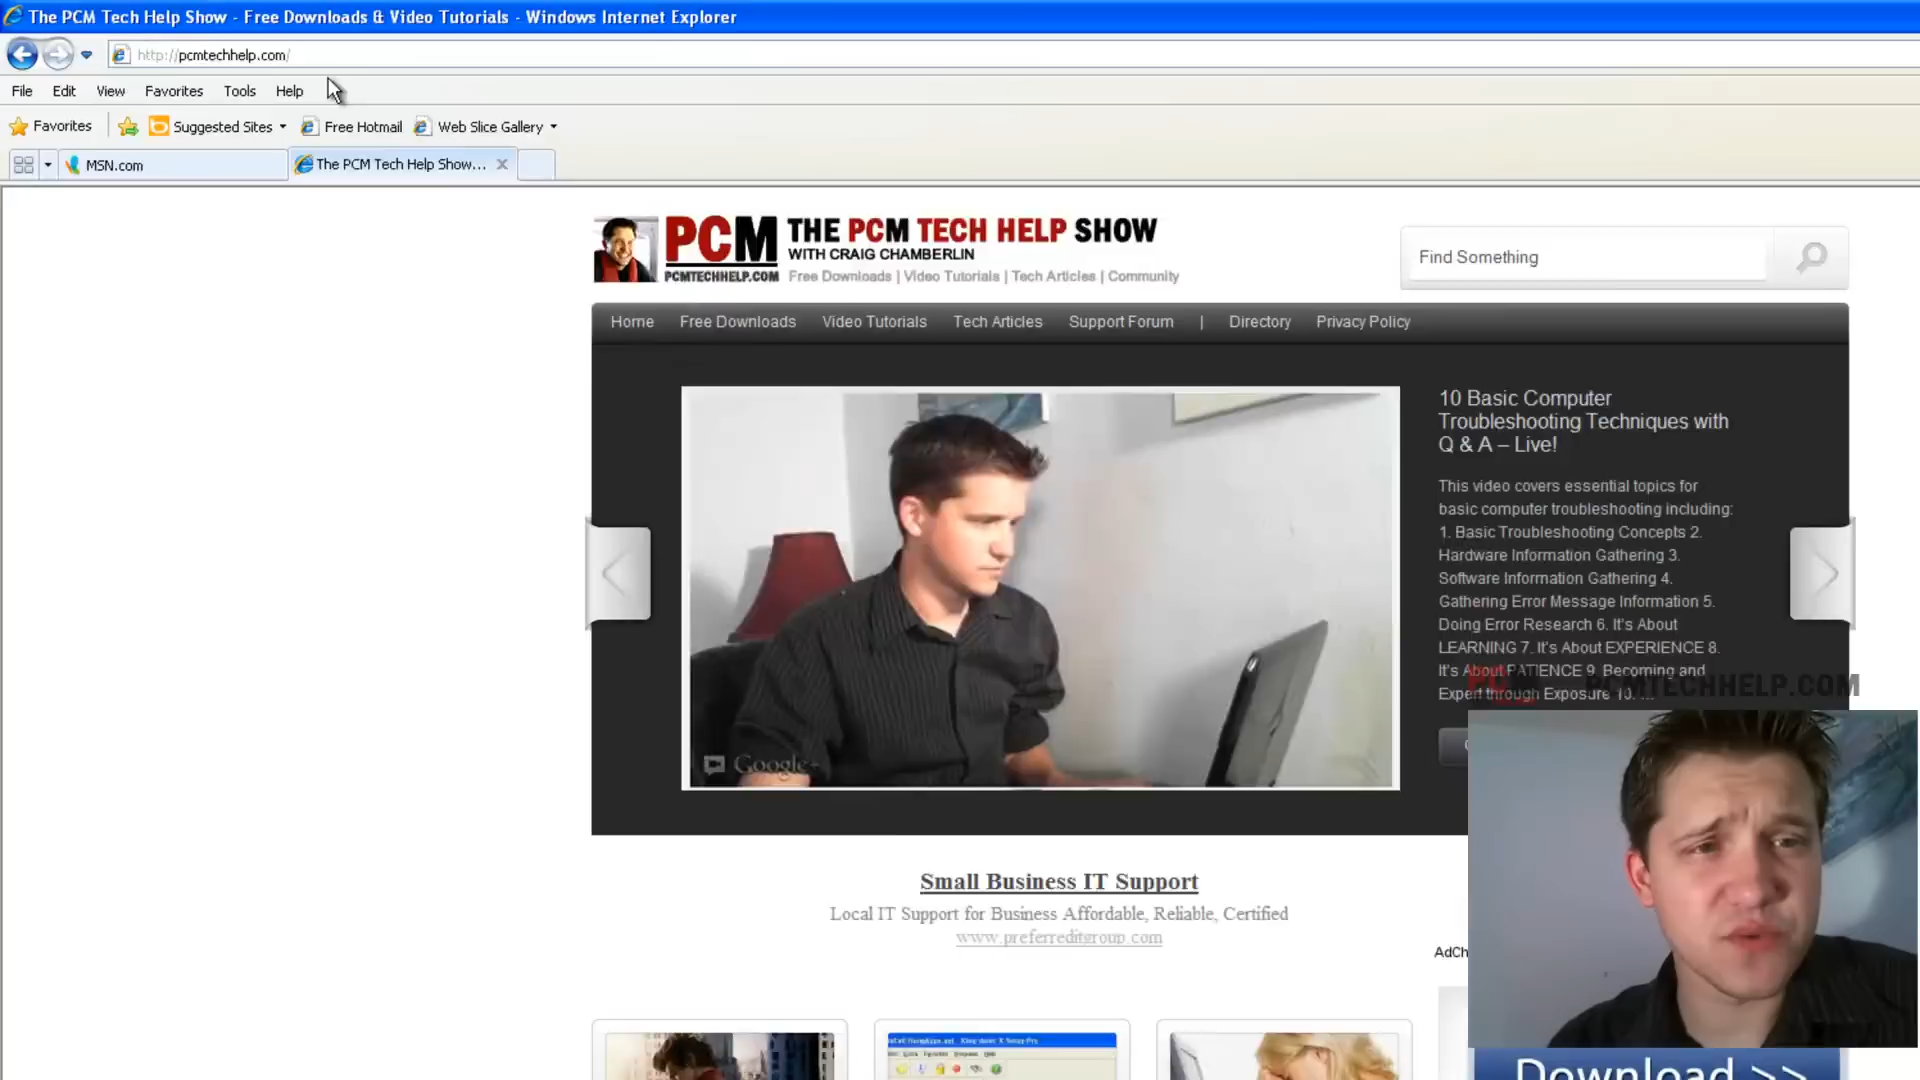 The PCM Tech Help Show - Free Downloads & Video Tutorials - Windows Internet Explorer
http://pcmtechhelp.com/
File Edit View Favorites Tools Help
Favorites Suggested Sites Free Hotmail Web Slice Gallery
MSN.com The PCM Tech Help Show...
PCM THE PCM TECH HELP SHOW
WITH CRAIG CHAMBERLIN
PCMTECHHELP.COM Free Downloads | Video Tutorials | Tech Articles | Community
Find Something
Home Free Downloads Video Tutorials Tech Articles Support Forum | Directory Privacy Policy
10 Basic Computer
Troubleshooting Techniques with
Q & A – Live!
This video covers essential topics for
basic computer troubleshooting including:
1. Basic Troubleshooting Concepts 2.
Hardware Information Gathering 3.
Software Information Gathering 4.
Gathering Error Message Information 5.
Doing Error Research 6. It's About
LEARNING 7. It's About EXPERIENCE 8.
It's About PATIENCE 9. Becoming and
Expert through Exposure 10. ...
PCM PCMTECHHELP.COM
Google+
Small Business IT Support
Local IT Support for Business Affordable, Reliable, Certified
www.preferreditgroup.com
AdCh
Download >>